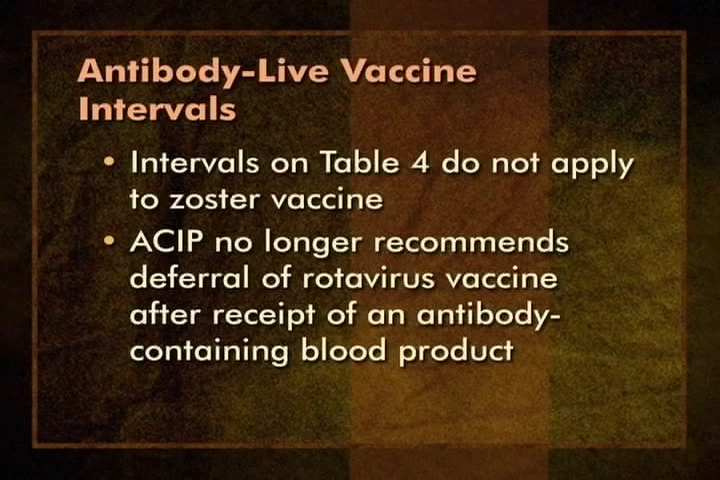 Antibody-Live Vaccine
Intervals
• Intervals on Table 4 do not apply
to zoster vaccine
• ACIP no longer recommends
deferral of rotavirus vaccine
after receipt of an antibody-
containing blood product